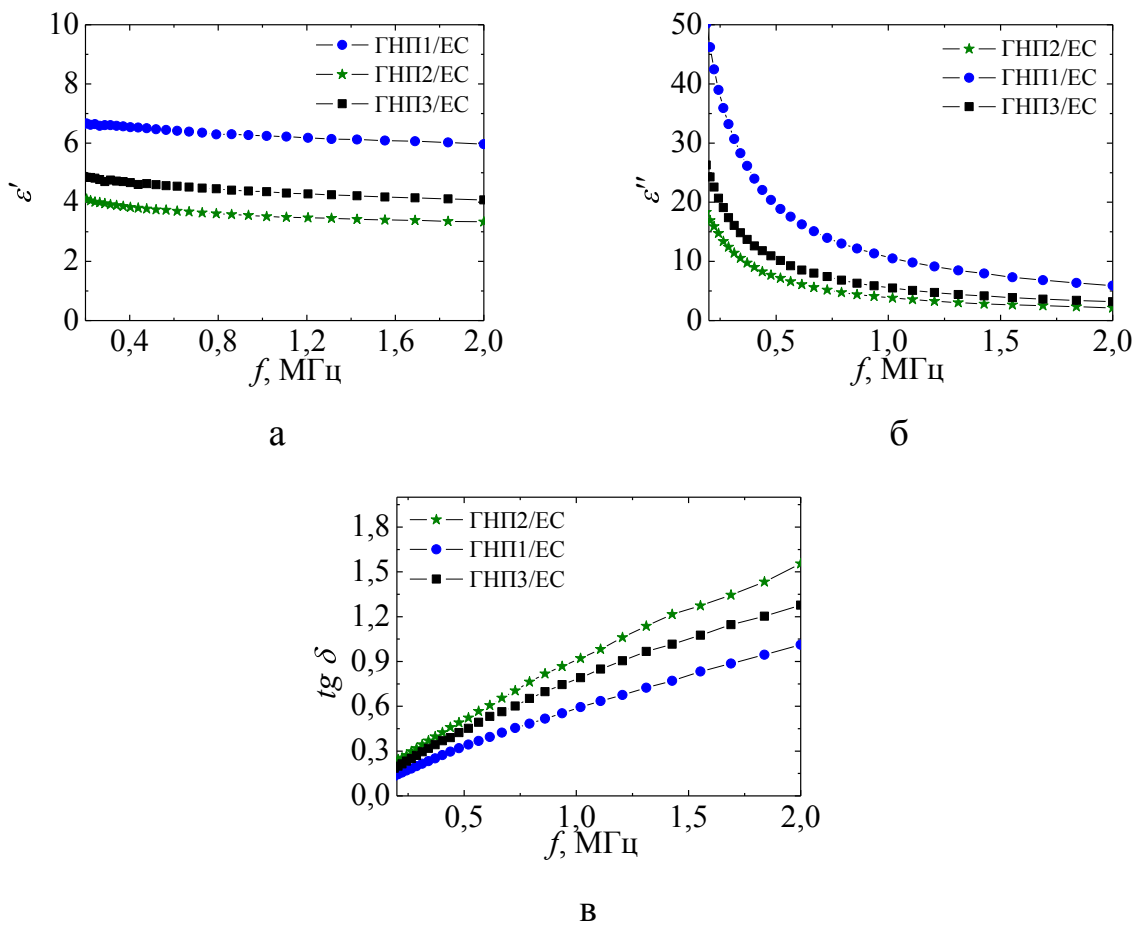 10
8
6
4
2
0
ε′
ГНП1/ЕС
ГНП2/ЕС
ГНП3/ЕС
0,4 0,8 1,2 1,6 2,0
f, МГц
а
50
40
30
20
10
0
ε″
ГНП2/ЕС
ГНП1/ЕС
ГНП3/ЕС
0,5 1,0 1,5 2,0
f, МГц
б
1,8
1,5
1,2
0,9
0,6
0,3
0,0
tg δ
ГНП2/ЕС
ГНП1/ЕС
ГНП3/ЕС
0,5 1,0 1,5 2,0
f, МГц
в